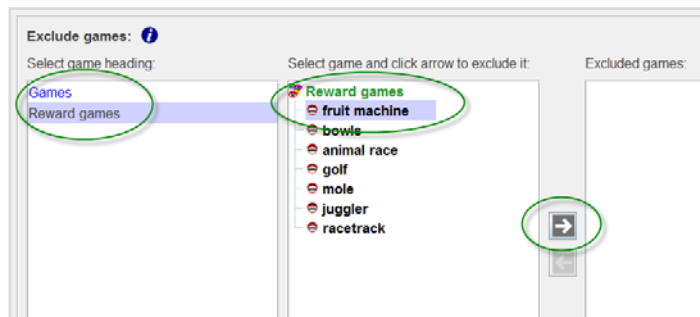 Exclude games:
Select game heading:
Select game and click arrow to exclude it:
Excluded games:
Games
Reward games
Reward games
fruit machine
bowls
animal race
golf
mole
juggler
racetrack